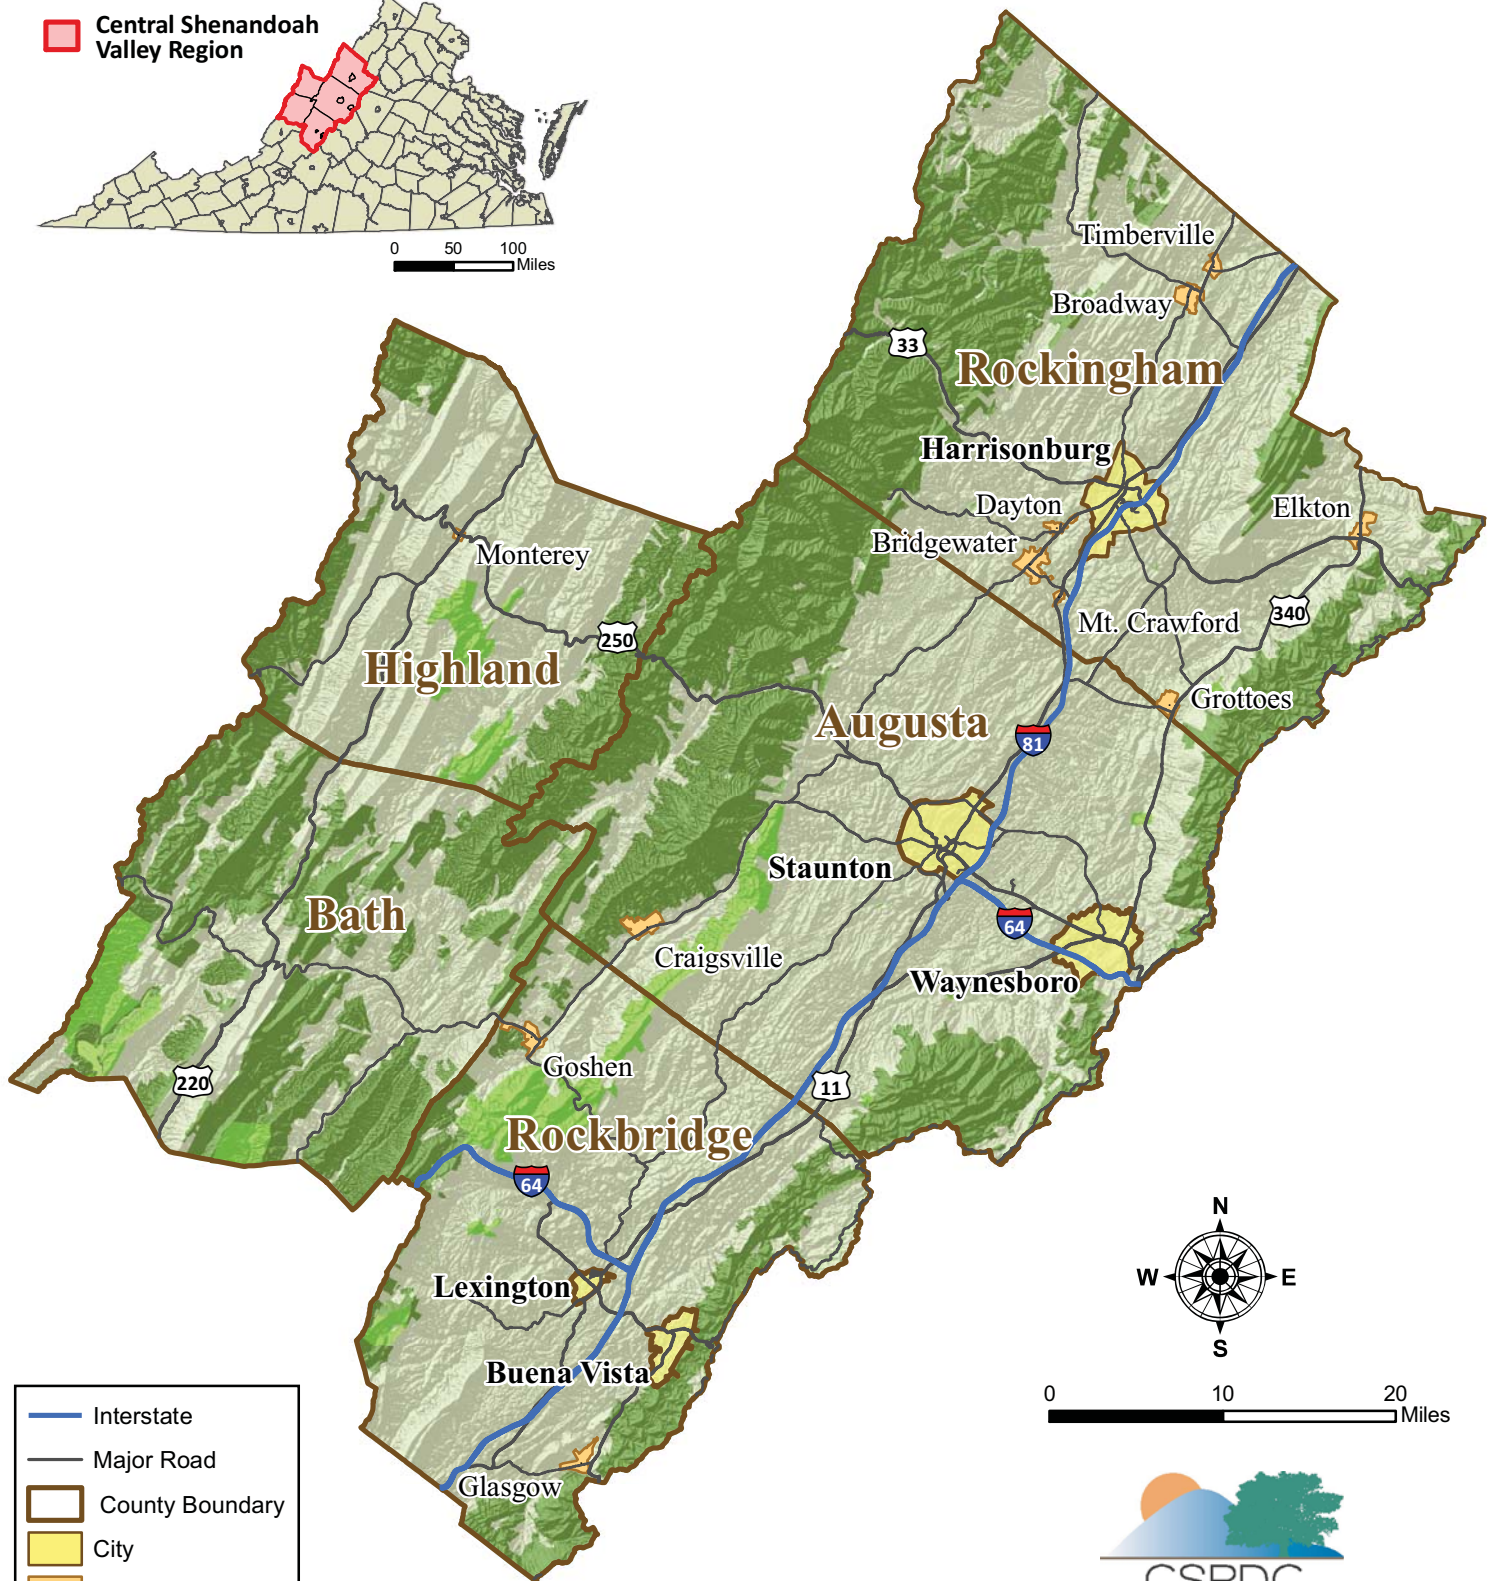 Central Shenandoah
Valley Region
0 50 100
Miles
Timberville
Broadway
33
Rockingham
Harrisonburg
Dayton
Elkton
Bridgewater
Monterey
340
Mt. Crawford
250
Highland
Grottoes
Augusta
81
Staunton
Bath
64
Craigsville
Waynesboro
Goshen
220
11
Rockbridge
64
N
W E
S
Lexington
Buena Vista
0 10 20
Miles
Glasgow
Interstate
Major Road
County Boundary
City
CSPDC